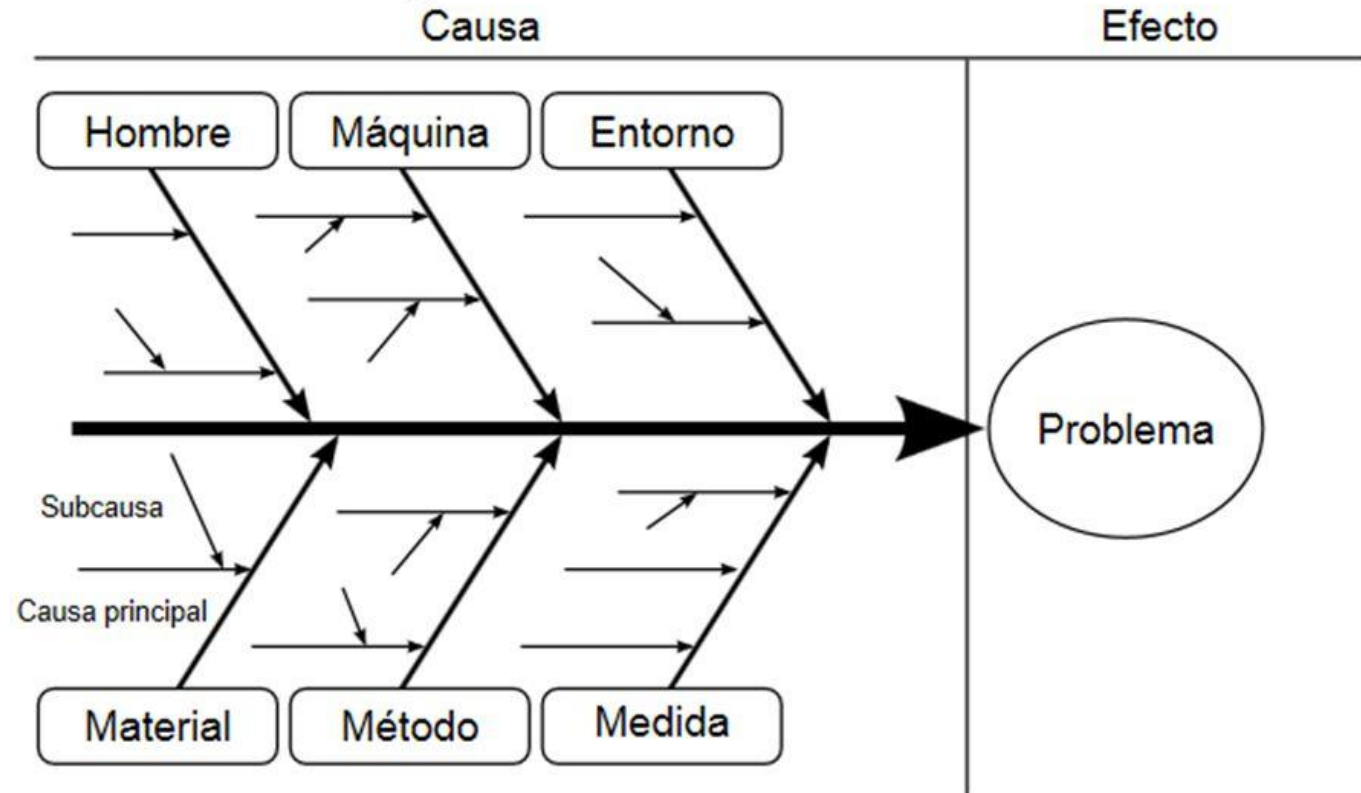 Causa
Efecto
Hombre
Máquina
Entorno
Problema
Subcausa
Causa principal
Material
Método
Medida